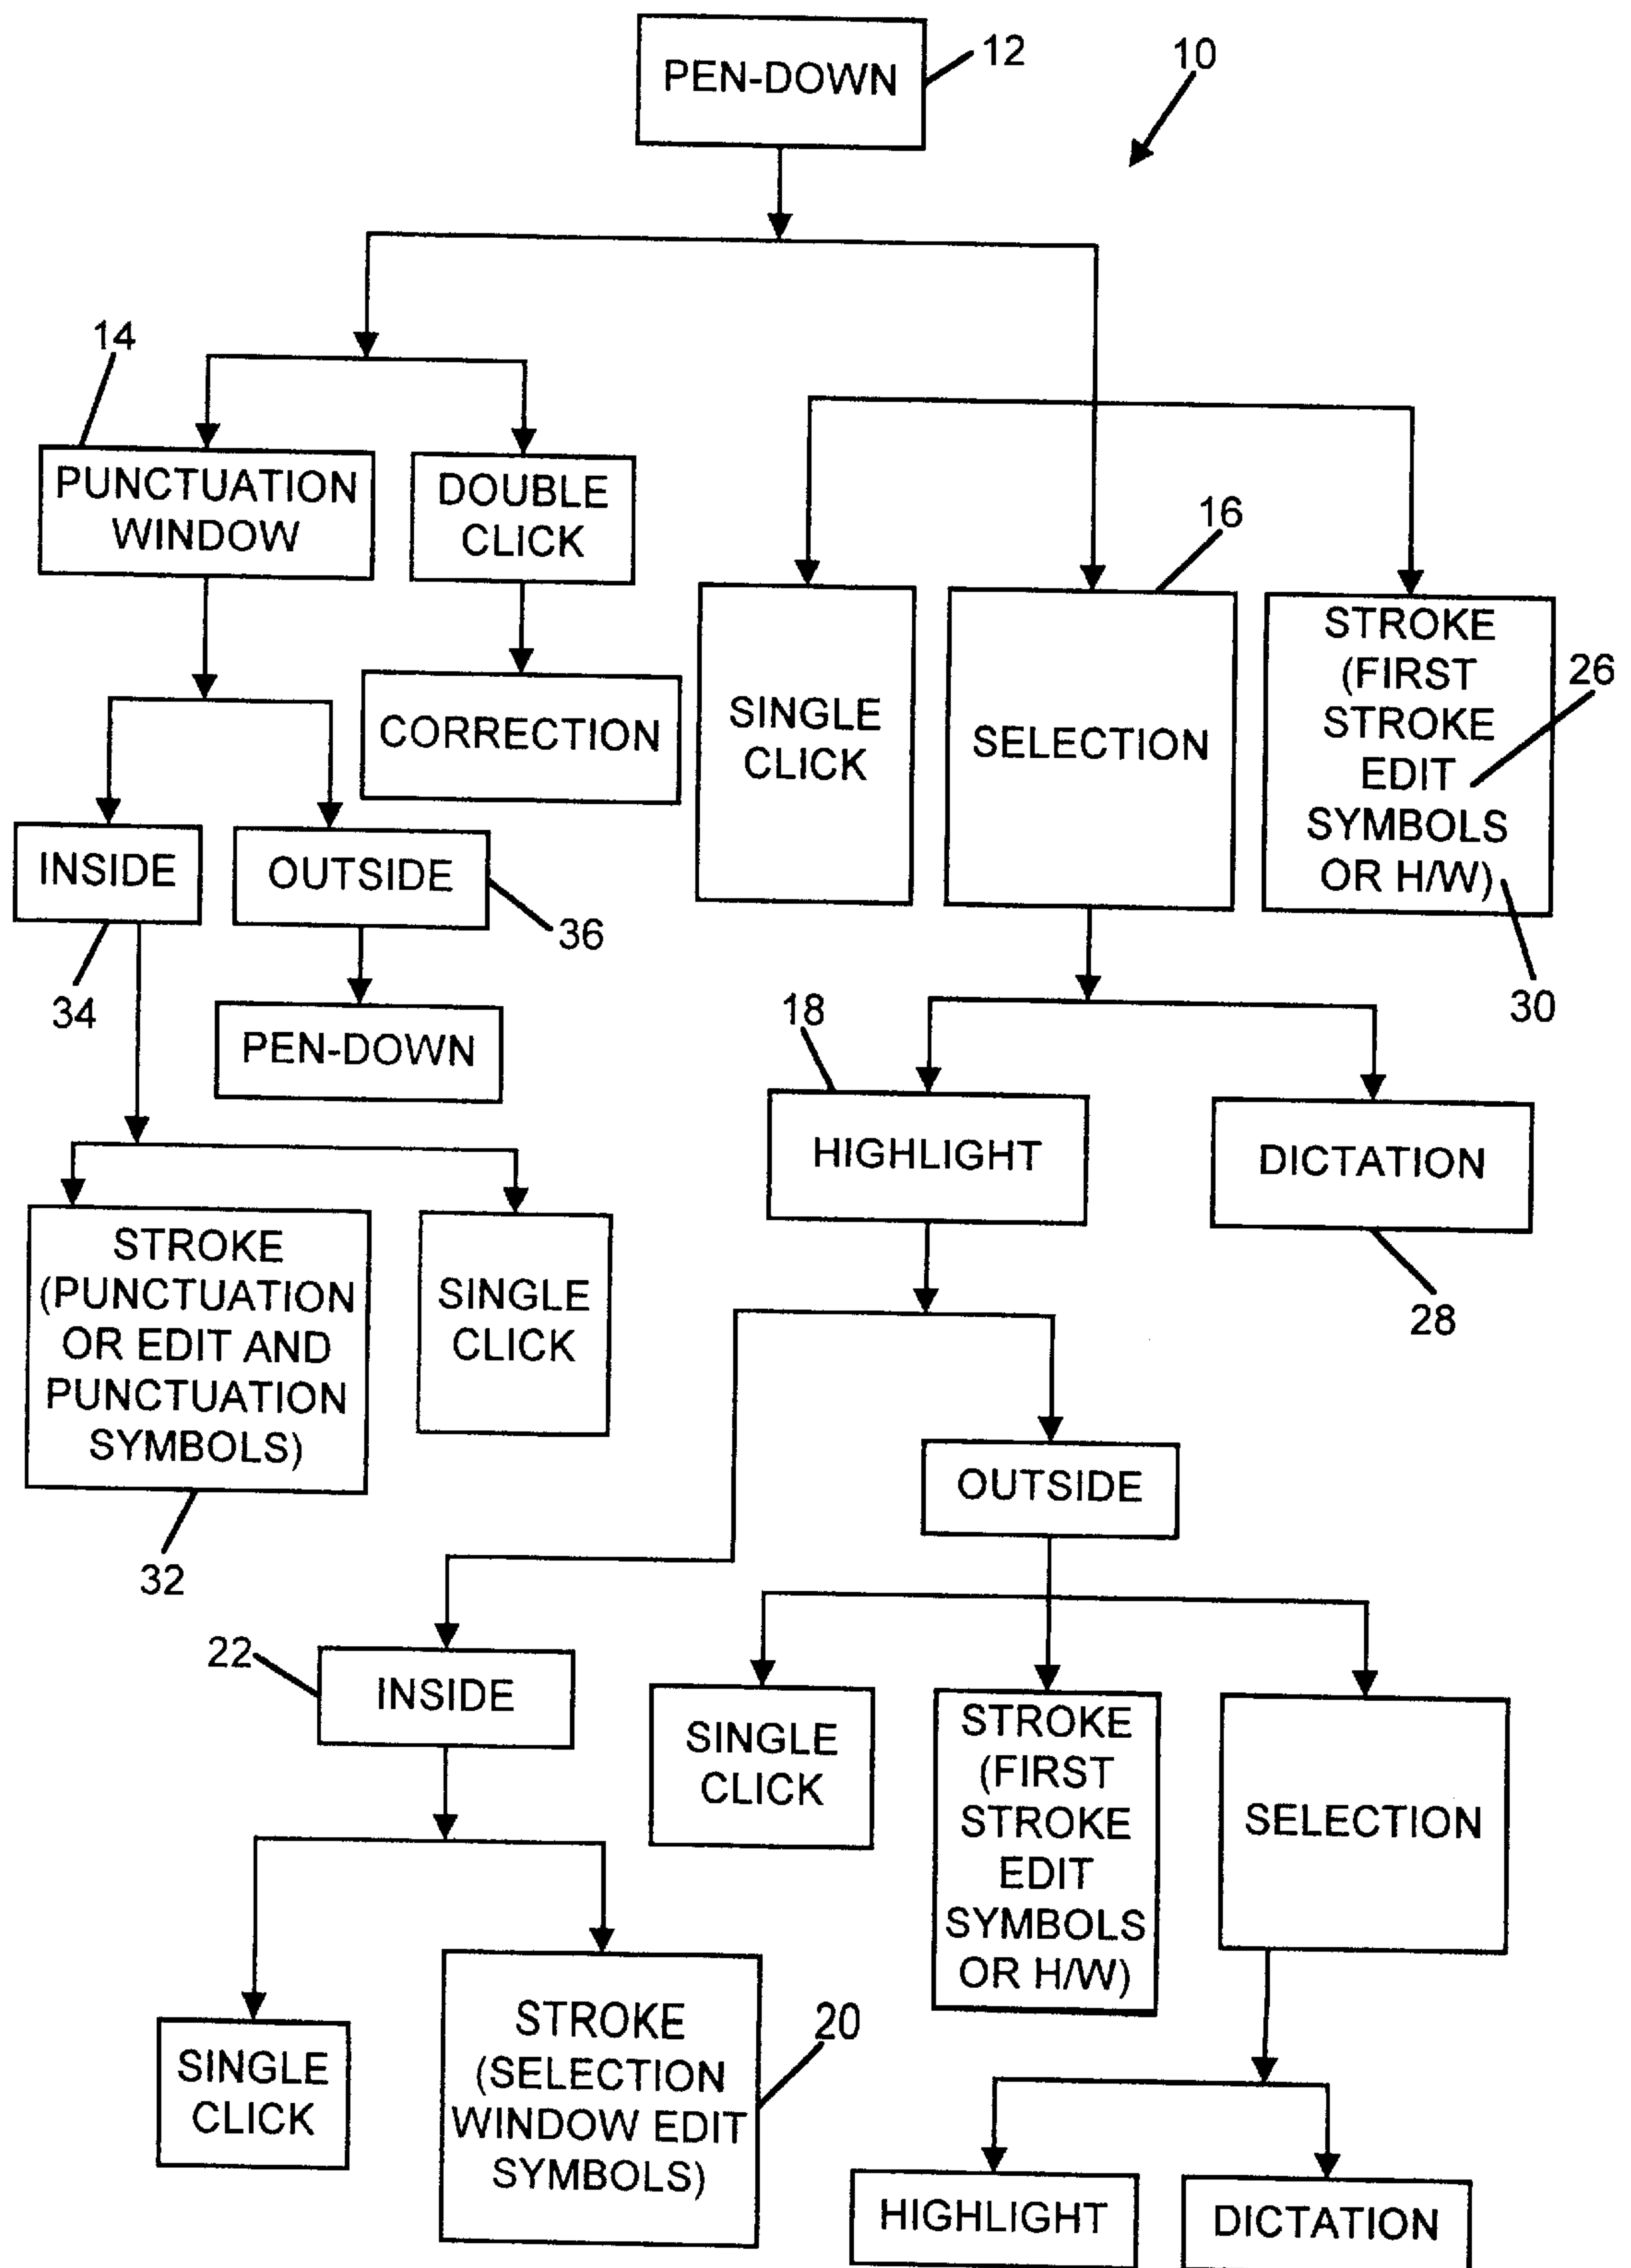 PEN-DOWN
12
10
14
PUNCTUATION
WINDOW
DOUBLE
CLICK
16
SINGLE
CLICK
SELECTION
STROKE
(FIRST
STROKE
EDIT
SYMBOLS
OR H/W)
26
30
CORRECTION
INSIDE
OUTSIDE
34
36
PEN-DOWN
18
HIGHLIGHT
DICTATION
28
STROKE
(PUNCTUATION
OR EDIT AND
PUNCTUATION
SYMBOLS)
32
SINGLE
CLICK
OUTSIDE
22
INSIDE
SINGLE
CLICK
STROKE
(FIRST
STROKE
EDIT
SYMBOLS
OR H/W)
SELECTION
SINGLE
CLICK
STROKE
(SELECTION
WINDOW EDIT
SYMBOLS)
20
HIGHLIGHT
DICTATION